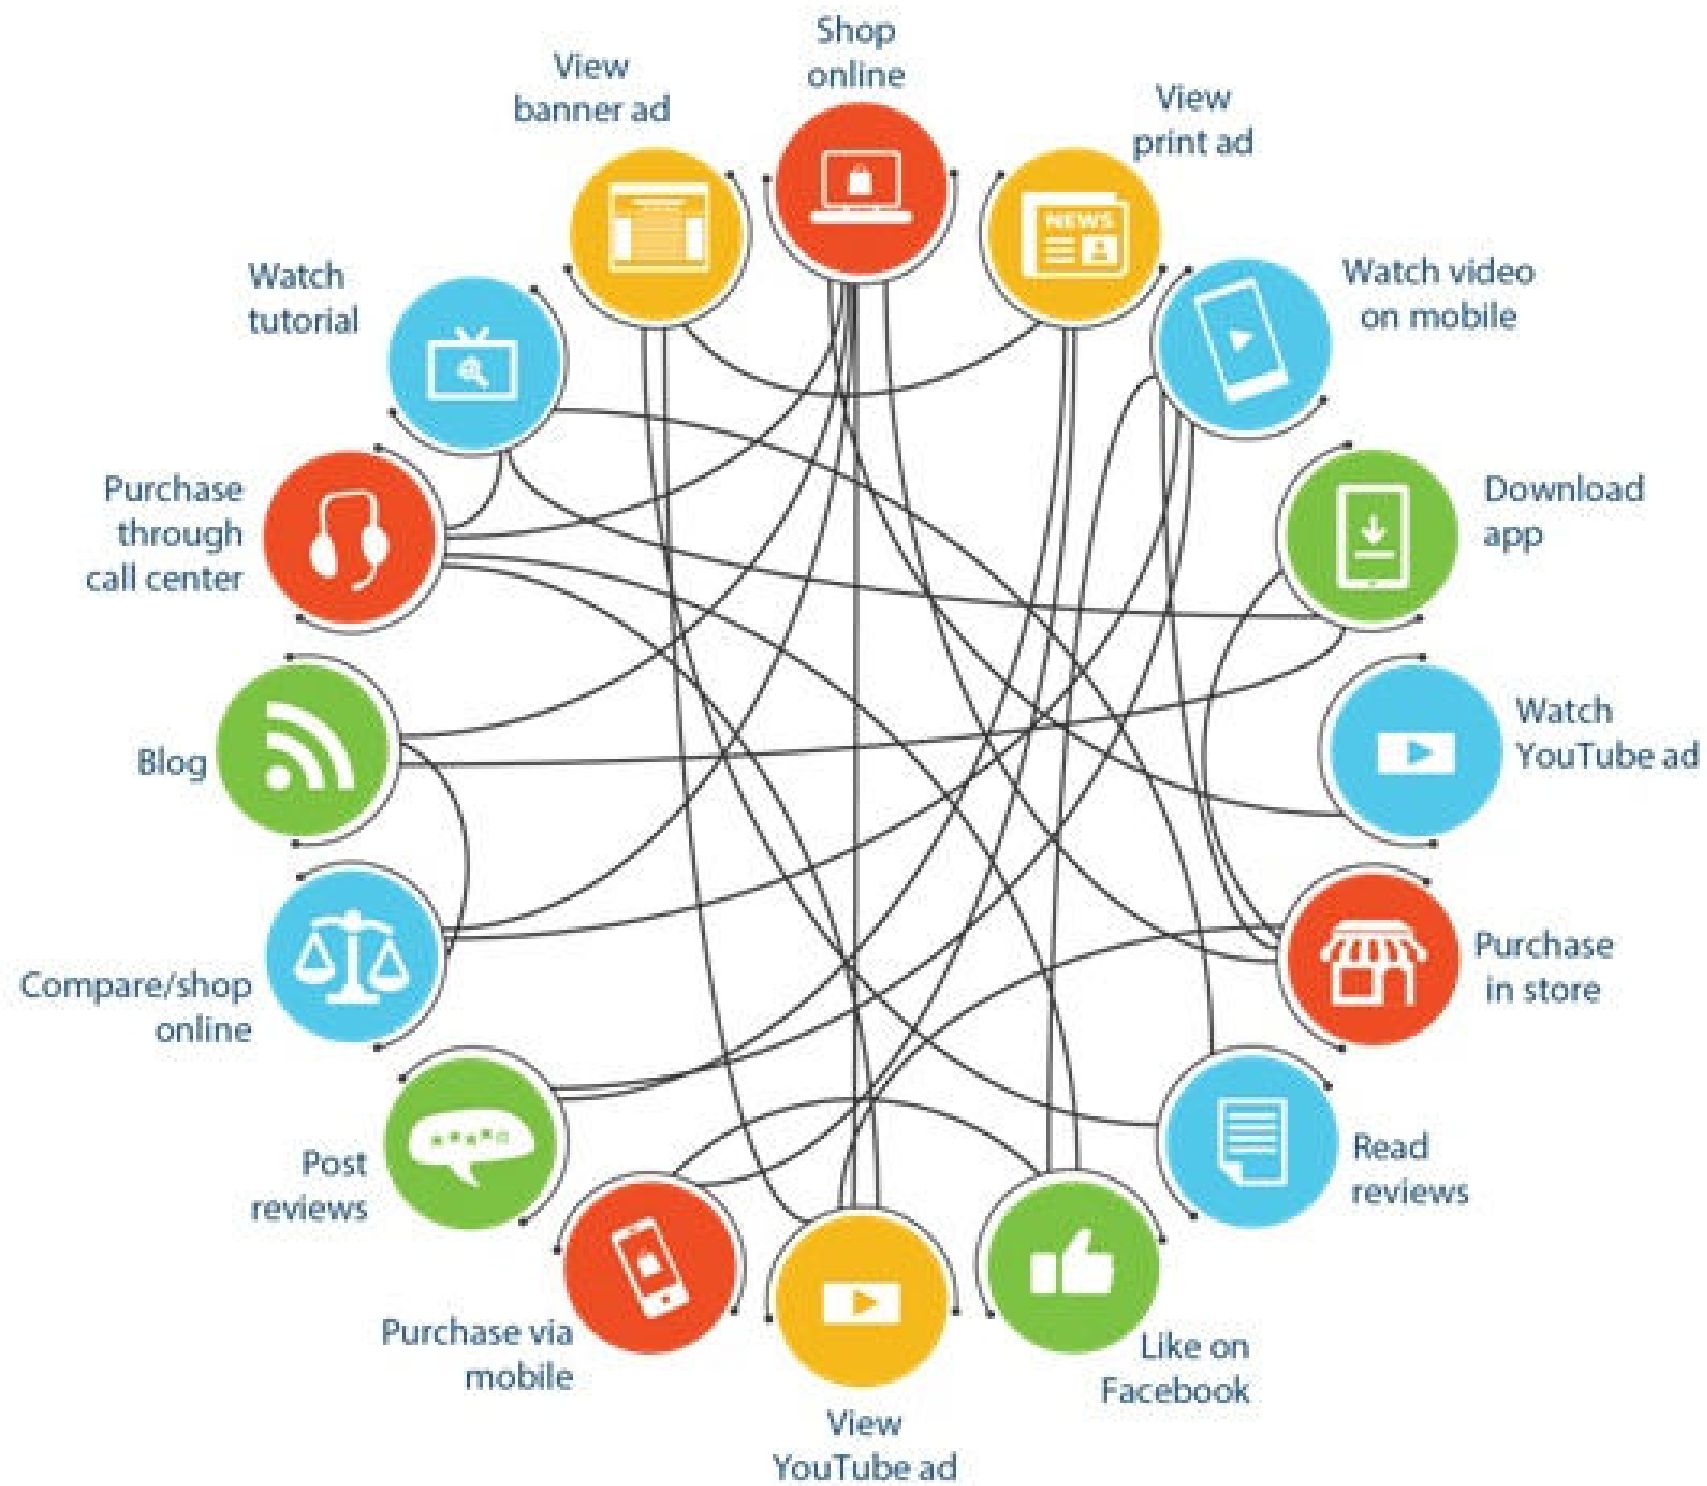 Shop
online
View
banner ad
View
print ad
NEWS
Watch
tutorial
Watch video
on mobile
Purchase
through
call center
Download
app
Blog
Watch
YouTube ad
Compare/shop
online
Purchase
in store
Post
reviews
Read
reviews
Purchase via
mobile
Like on
Facebook
View
YouTube ad